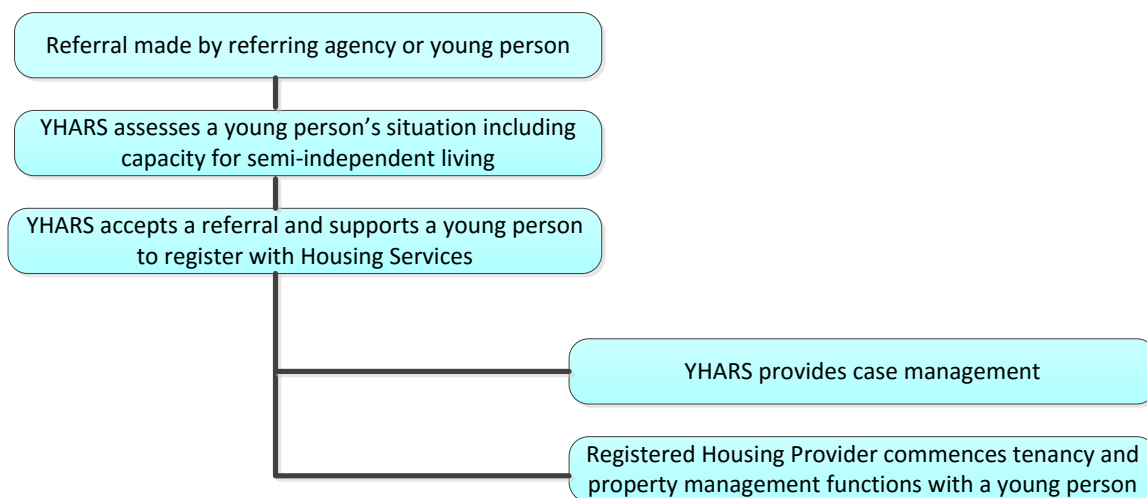 Referral made by referring agency or young person
YHARS assesses a young person’s situation including
capacity for semi-independent living
YHARS accepts a referral and supports a young person
to register with Housing Services
YHARS provides case management
Registered Housing Provider commences tenancy and
property management functions with a young person